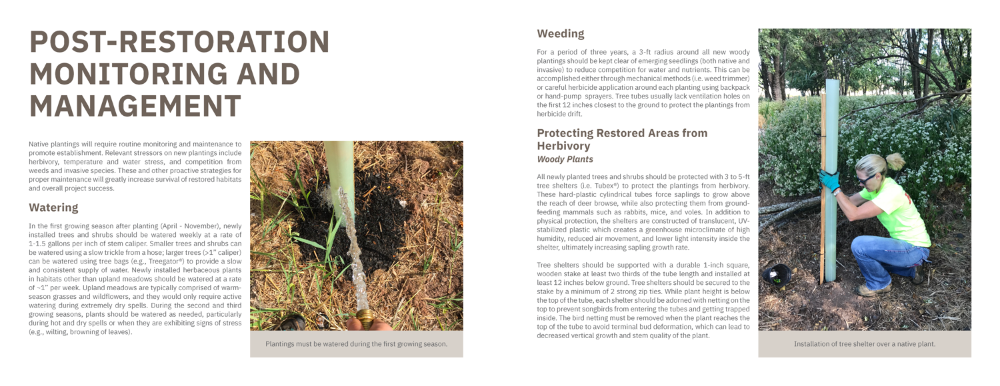 POST-RESTORATION
MONITORING AND
MANAGEMENT
Native plantings will require routine monitoring and maintenance to
promote establishment. Relevant stressors on new plantings include
herbivory, temperature and water stress, and competition from
weeds and invasive species. These and other proactive strategies for
proper maintenance will greatly increase survival of restored habitats
and overall project success.
Watering
In the first growing season after planting (April - November), newly
installed trees and shrubs should be watered weekly at a rate of
1-1.5 gallons per inch of stem caliper. Smaller trees and shrubs can
be watered using a slow trickle from a hose; larger trees (>1” caliper)
can be watered using tree bags (e.g., Treegator®) to provide a slow
and consistent supply of water. Newly installed herbaceous plants
in habitats other than upland meadows should be watered at a rate
of ~1” per week. Upland meadows are typically comprised of warm-
season grasses and wildflowers, and they would only require active
watering during extremely dry spells. During the second and third
growing seasons, plants should be watered as needed, particularly
during hot and dry spells or when they are exhibiting signs of stress
(e.g., wilting, browning of leaves).
Plantings must be watered during the first growing season.
Weeding
For a period of three years, a 3-ft radius around all new woody
plantings should be kept clear of emerging seedlings (both native and
invasive) to reduce competition for water and nutrients. This can be
accomplished either through mechanical methods (i.e. weed trimmer)
or careful herbicide application around each planting using backpack
or hand-pump sprayers. Tree tubes usually lack ventilation holes on
the first 12 inches closest to the ground to protect the plantings from
herbicide drift.
Protecting Restored Areas from
Herbivory
Woody Plants
All newly planted trees and shrubs should be protected with 3 to 5-ft
tree shelters (i.e. Tubex®) to protect the plantings from herbivory.
These hard-plastic cylindrical tubes force saplings to grow above
the reach of deer browse, while also protecting them from ground-
feeding mammals such as rabbits, mice, and voles. In addition to
physical protection, the shelters are constructed of translucent, UV-
stabilized plastic which creates a greenhouse microclimate of high
humidity, reduced air movement, and lower light intensity inside the
shelter, ultimately increasing sapling growth rate.
Tree shelters should be supported with a durable 1-inch square,
wooden stake at least two thirds of the tube length and installed at
least 12 inches below ground. Tree shelters should be secured to the
stake by a minimum of 2 strong zip ties. While plant height is below
the top of the tube, each shelter should be adorned with netting on the
top to prevent songbirds from entering the tubes and getting trapped
inside. The bird netting must be removed when the plant reaches the
top of the tube to avoid terminal bud deformation, which can lead to
decreased vertical growth and stem quality of the plant.
Installation of tree shelter over a native plant.